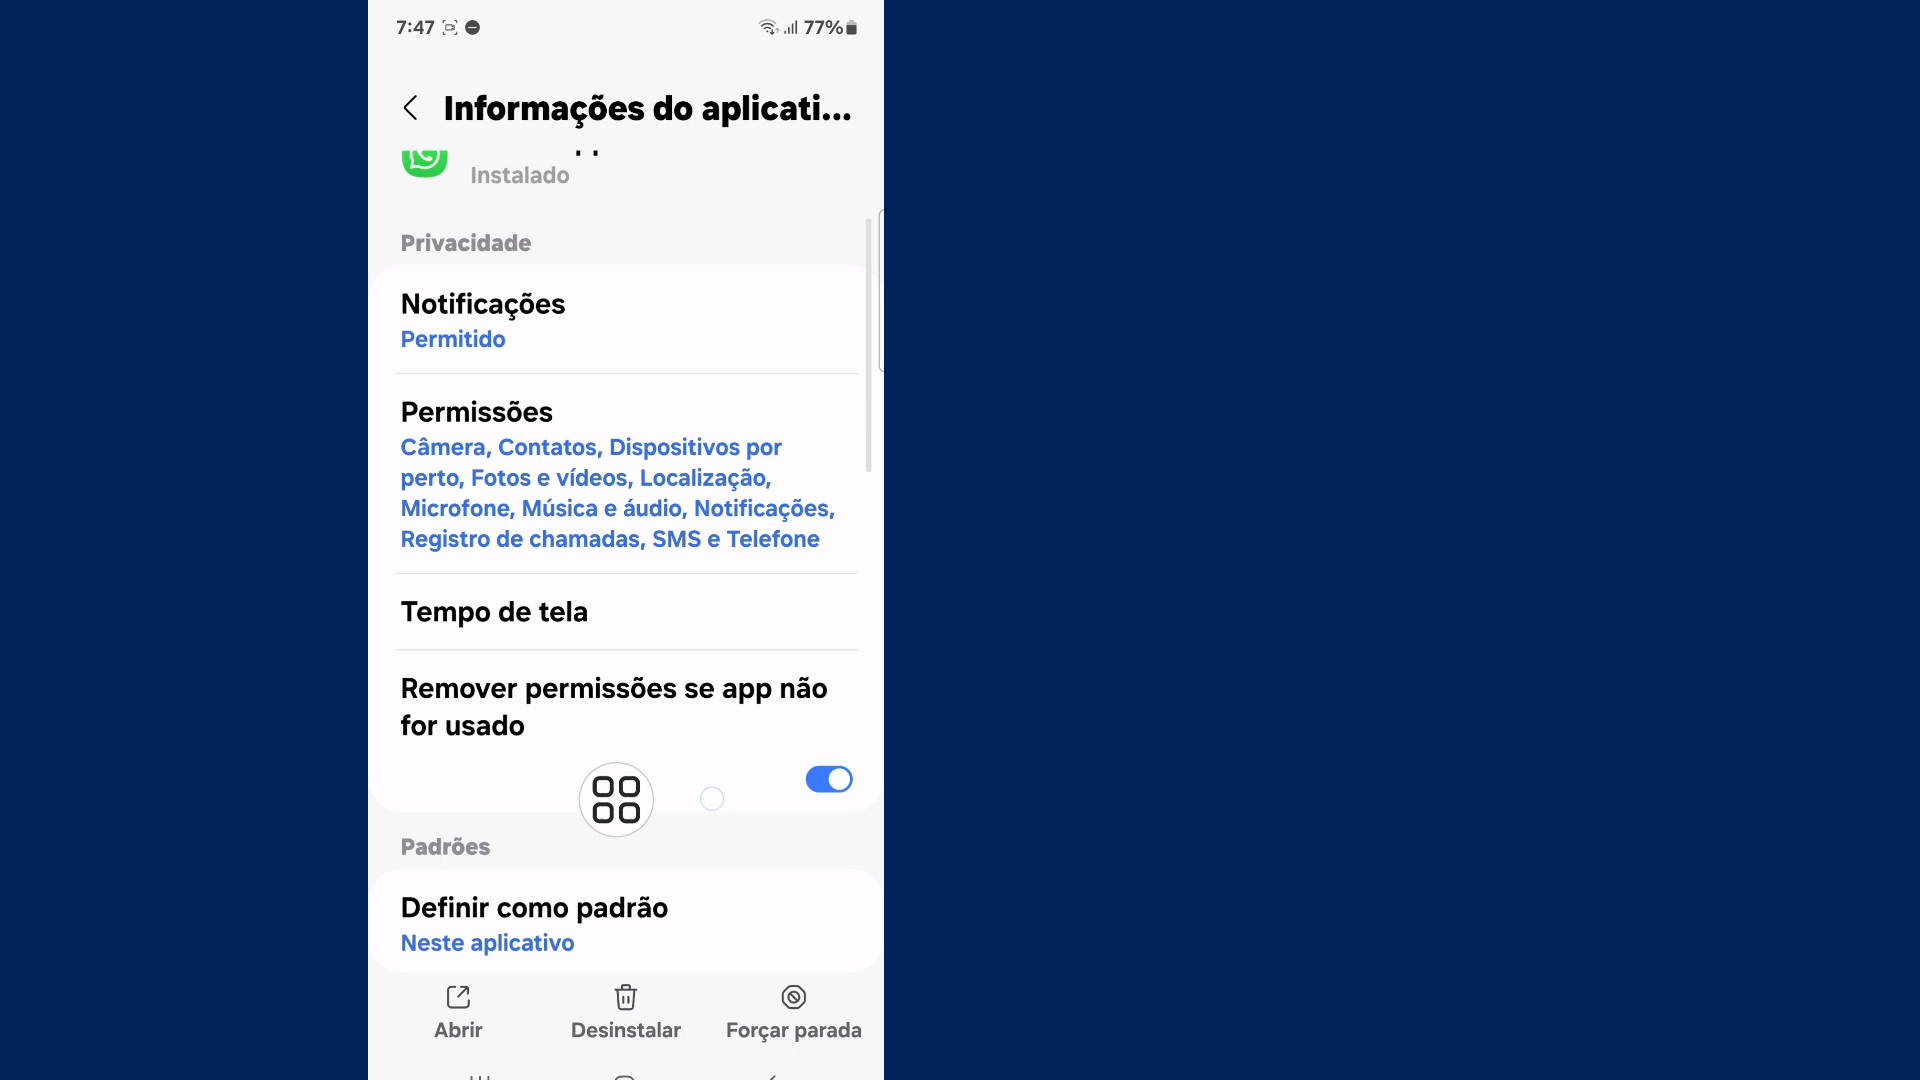 7:47
77%
Informações do aplicati...
Instalado
Privacidade
Notificações
Permitido
Permissões
Câmera, Contatos, Dispositivos por
perto, Fotos e vídeos, Localização,
Microfone, Música e áudio, Notificações,
Registro de chamadas, SMS e Telefone
Tempo de tela
Remover permissões se app não
for usado
Padrões
Definir como padrão
Neste aplicativo
Abrir
Desinstalar
Forçar parada